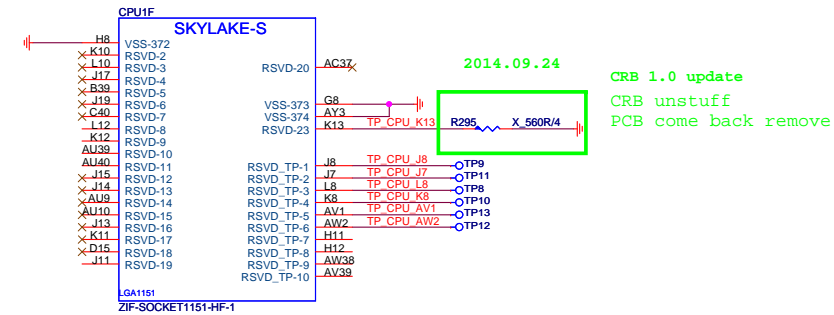 CPU1F
SKYLAKE-S
H8 VSS-372
K10 RSVD-2
L10 RSVD-3
J17 RSVD-4
B39 RSVD-5
J19 RSVD-6
C40 RSVD-7
L12 RSVD-8
K12 RSVD-9
AU39 RSVD-10
AU40 RSVD-11
J15 RSVD-12
J14 RSVD-13
AU9 RSVD-14
AU10 RSVD-15
J13 RSVD-16
K11 RSVD-17
D15 RSVD-18
J11 RSVD-19
RSVD-20 AC37
VSS-373 G8
VSS-374 AY3
RSVD-23 K13 TP_CPU_K13 R295 X_560R/4
RSVD_TP-1 J8 TP_CPU_J8 TP9
RSVD_TP-2 J7 TP_CPU_J7 TP11
RSVD_TP-3 L8 TP_CPU_L8 TP8
RSVD_TP-4 K8 TP_CPU_K8 TP10
RSVD_TP-5 AV1 TP_CPU_AV1 TP13
RSVD_TP-6 AW2 TP_CPU_AW2 TP12
RSVD_TP-7 H11
RSVD_TP-8 H12
RSVD_TP-9 AW38
RSVD_TP-10 AV39
LGA1151
ZIF-SOCKET1151-HF-1
2014.09.24
CRB 1.0 update
CRB unstuff
PCB come back remove